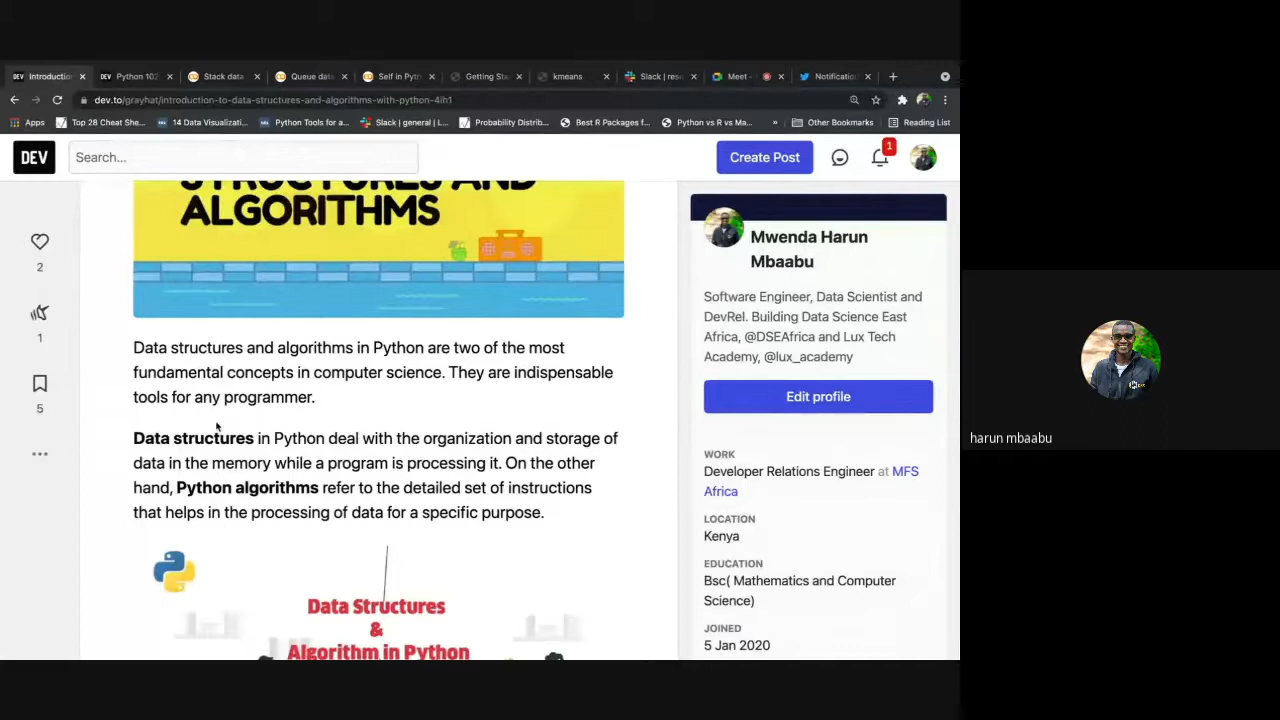 DEV Introduction
DEV Python 102
Stack data
Queue data
Self in Pyth
Getting Sta
kmeans
Slack | res
Meet -
Notification
dev.to/grayhat/introduction-to-data-structures-and-algorithms-with-python-4ih1
Apps
Top 28 Cheat She...
14 Data Visualizati...
Python Tools for a...
Slack | general | L...
Probability Distrib...
Best R Packages f...
Python vs R vs Ma...
»
Other Bookmarks
Reading List
DEV
Search...
Create Post
1
STRUCTURES AND
ALGORITHMS
2
1
5
Data structures and algorithms in Python are two of the most
fundamental concepts in computer science. They are indispensable
tools for any programmer.
Data structures in Python deal with the organization and storage of
data in the memory while a program is processing it. On the other
hand, Python algorithms refer to the detailed set of instructions
that helps in the processing of data for a specific purpose.
Data Structures
&
Algorithm in Python
Mwenda Harun
Mbaabu
Software Engineer, Data Scientist and
DevRel. Building Data Science East
Africa, @DSEAfrica and Lux Tech
Academy, @lux_academy
Edit profile
WORK
Developer Relations Engineer at MFS
Africa
LOCATION
Kenya
EDUCATION
Bsc( Mathematics and Computer
Science)
JOINED
5 Jan 2020
harun mbaabu